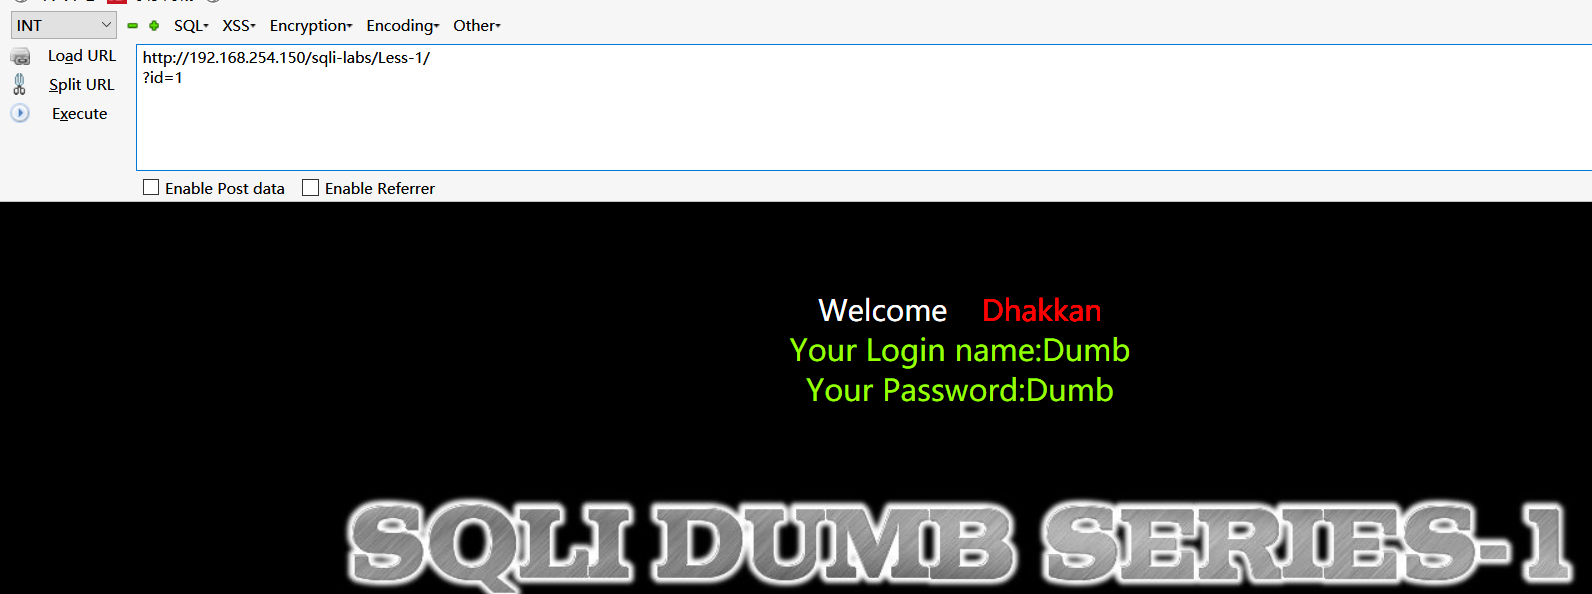 INT SQL XSS Encryption Encoding Other
Load URL
Split URL
Execute
http://192.168.254.150/sqli-labs/Less-1/
?id=1
Enable Post data Enable Referrer
Welcome Dhakkan
Your Login name:Dumb
Your Password:Dumb
SQLI DUMB SERIES-1